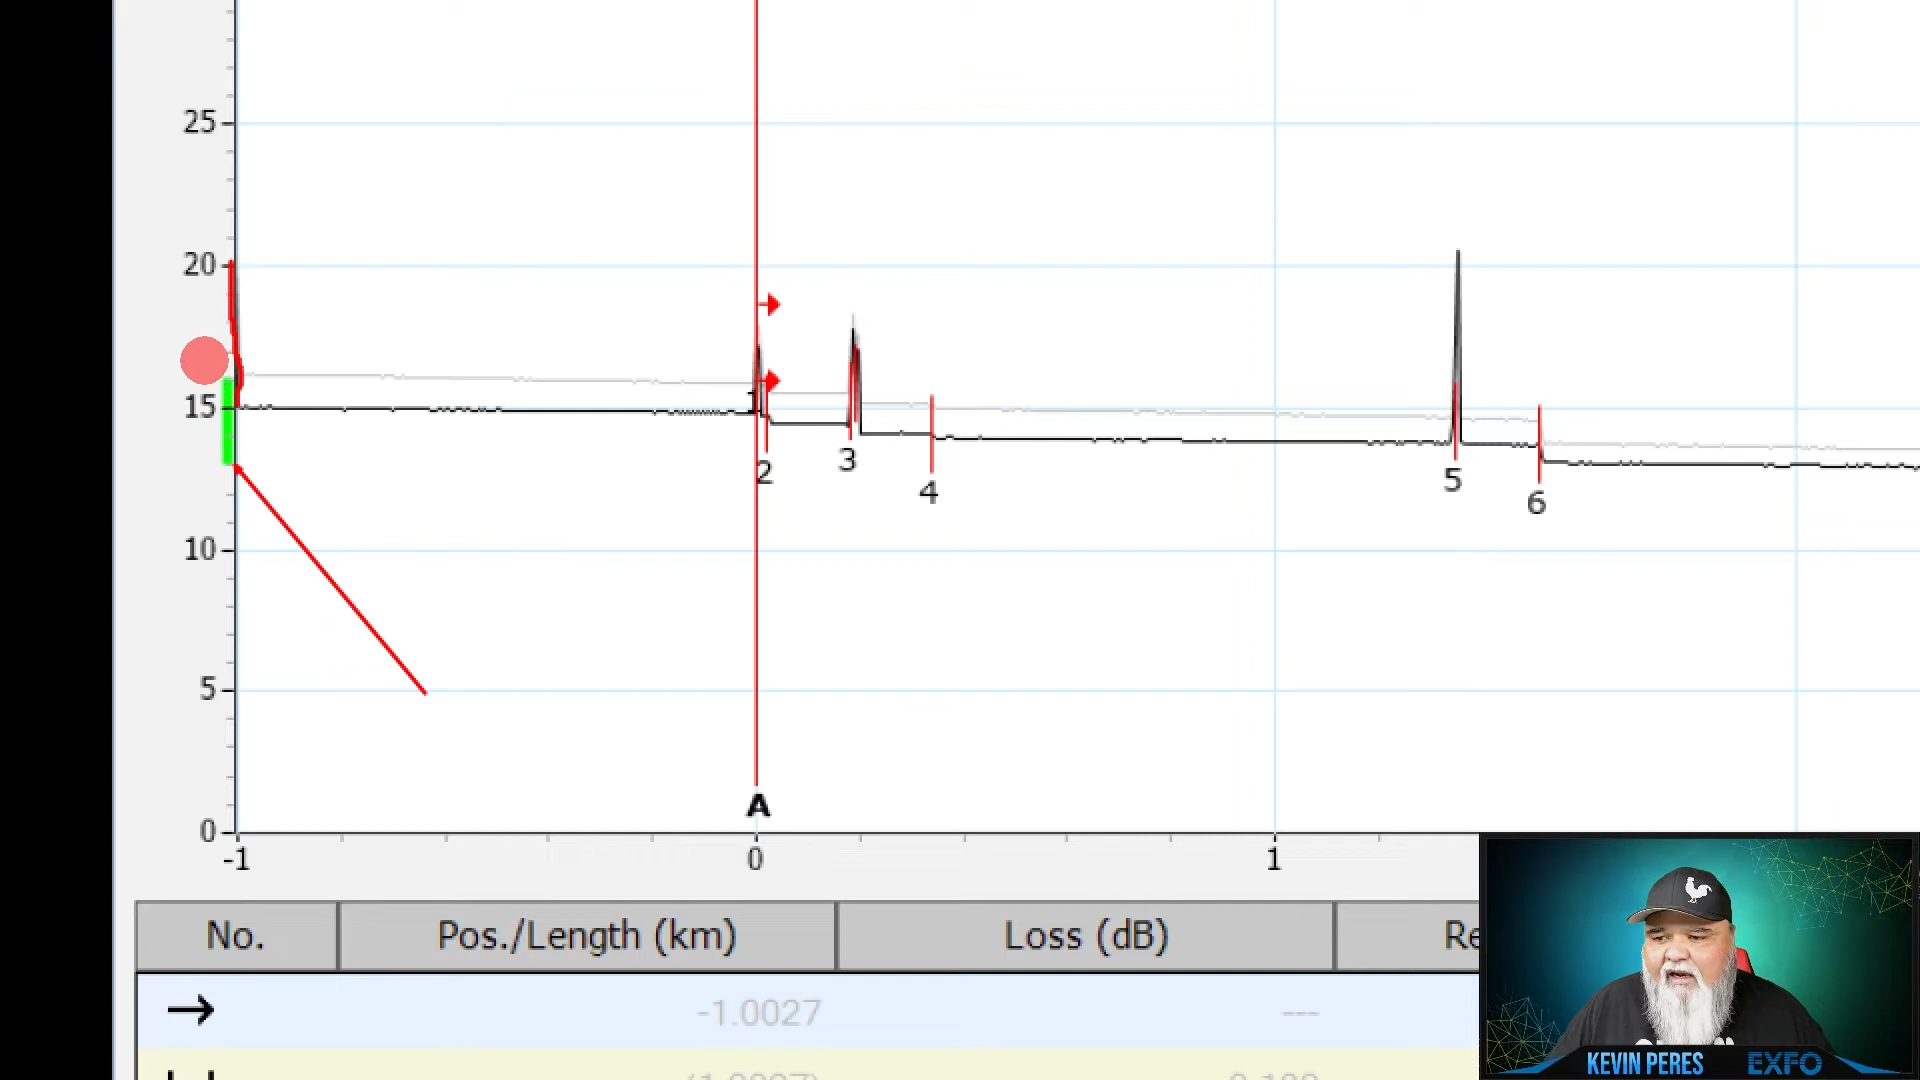 25
20
15
1
2
3
4
5
6
10
5
A
0
-1 0 1
No. Pos./Length (km) Loss (dB) Re
→ -1.0027 ---
KEVIN PERES EXFO